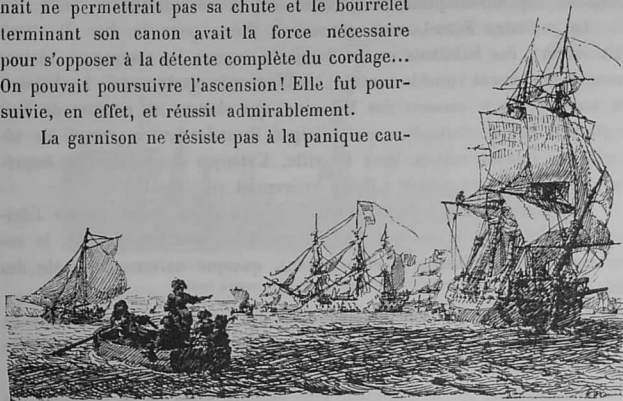 nait ne permettrait pas sa chute et le bourrelet
terminant son canon avait la force nécessaire
pour s'opposer à la détente complète du cordage...
On pouvait poursuivre l'ascension! Elle fut pour-
suivie, en effet, et réussit admirablement.
La garnison ne résiste pas à la panique cau-